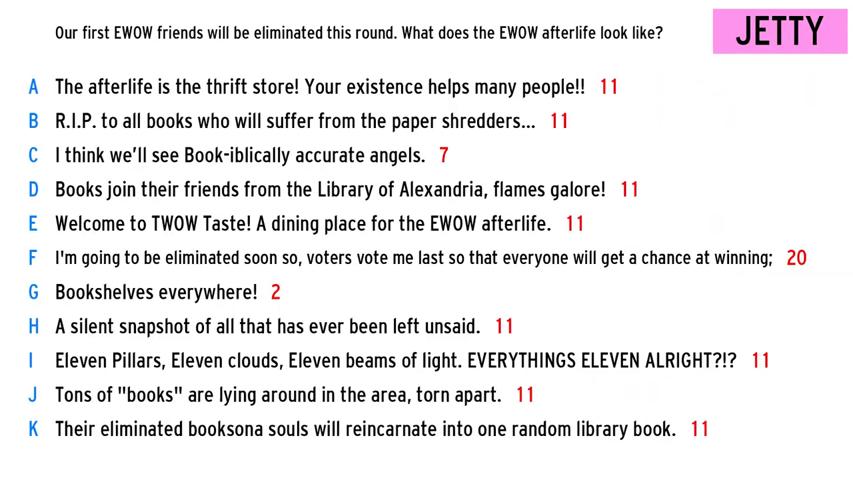 Our first EWOW friends will be eliminated this round. What does the EWOW afterlife look like?
JETTY
A The afterlife is the thrift store! Your existence helps many people!! 11
B R.I.P. to all books who will suffer from the paper shredders... 11
C I think we'll see Book-iblically accurate angels. 7
D Books join their friends from the Library of Alexandria, flames galore! 11
E Welcome to TWOW Taste! A dining place for the EWOW afterlife. 11
F I'm going to be eliminated soon so, voters vote me last so that everyone will get a chance at winning; 20
G Bookshelves everywhere! 2
H A silent snapshot of all that has ever been left unsaid. 11
I Eleven Pillars, Eleven clouds, Eleven beams of light. EVERYTHINGS ELEVEN ALRIGHT?!? 11
J Tons of "books" are lying around in the area, torn apart. 11
K Their eliminated booksona souls will reincarnate into one random library book. 11